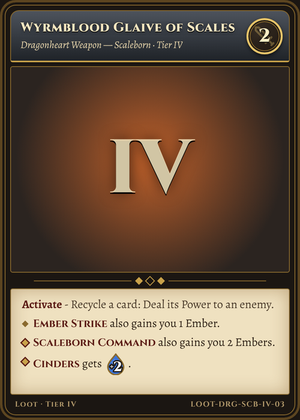 Wyrmblood Glaive of Scales
Dragonheart Weapon — Scaleborn · Tier IV
2
IV
Activate - Recycle a card: Deal its Power to an enemy.
Ember Strike also gains you 1 Ember.
Scaleborn Command also gains you 2 Embers.
Cinders gets -2 .
Loot · Tier IV
LOOT-DRG-SCB-IV-03